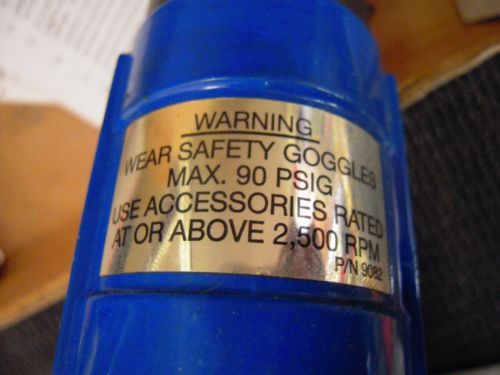 WARNING
WEAR SAFETY GOGGLES
MAX. 90 PSIG
USE ACCESSORIES RATED
AT OR ABOVE 2,500 RPM
P/N 9082